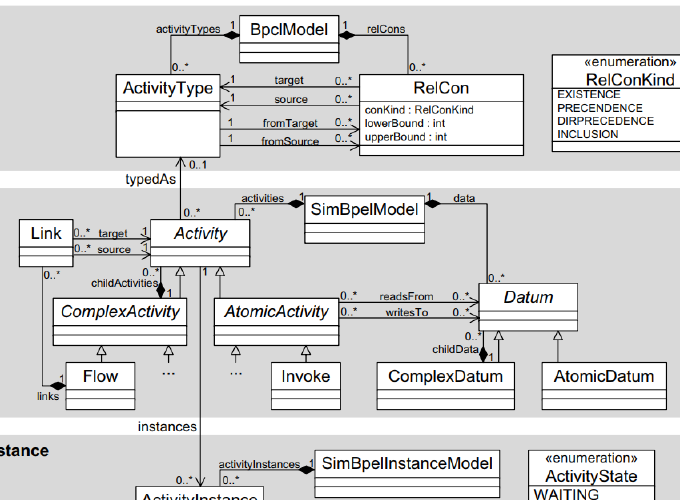 activityTypes 1 BpclModel 1 relCons
0..* 0..*
ActivityType 1 target 0..* RelCon
1 source 0..*
conKind : RelConKind
lowerBound : int
upperBound : int
1 fromTarget 0..*
1 fromSource 0..*
«enumeration»
RelConKind
EXISTENCE
PRECENDENCE
DIRPRECEDENCE
INCLUSION
0..1
typedAs
0..*
activities 1 SimBpelModel 1 data
0..* 0..*
Link 0..* target 1 Activity
0..* source 1
0..* childActivities 0..* 1 1
ComplexActivity AtomicActivity 0..* readsFrom 0..* Datum
0..* writesTo 0..*
childData 0..* 1
Flow ... ... Invoke ComplexDatum AtomicDatum
links 1
instances
stance
activityInstances 1 SimBpelInstanceModel
0..* 0..*
ActivityInstance
«enumeration»
ActivityState
WAITING